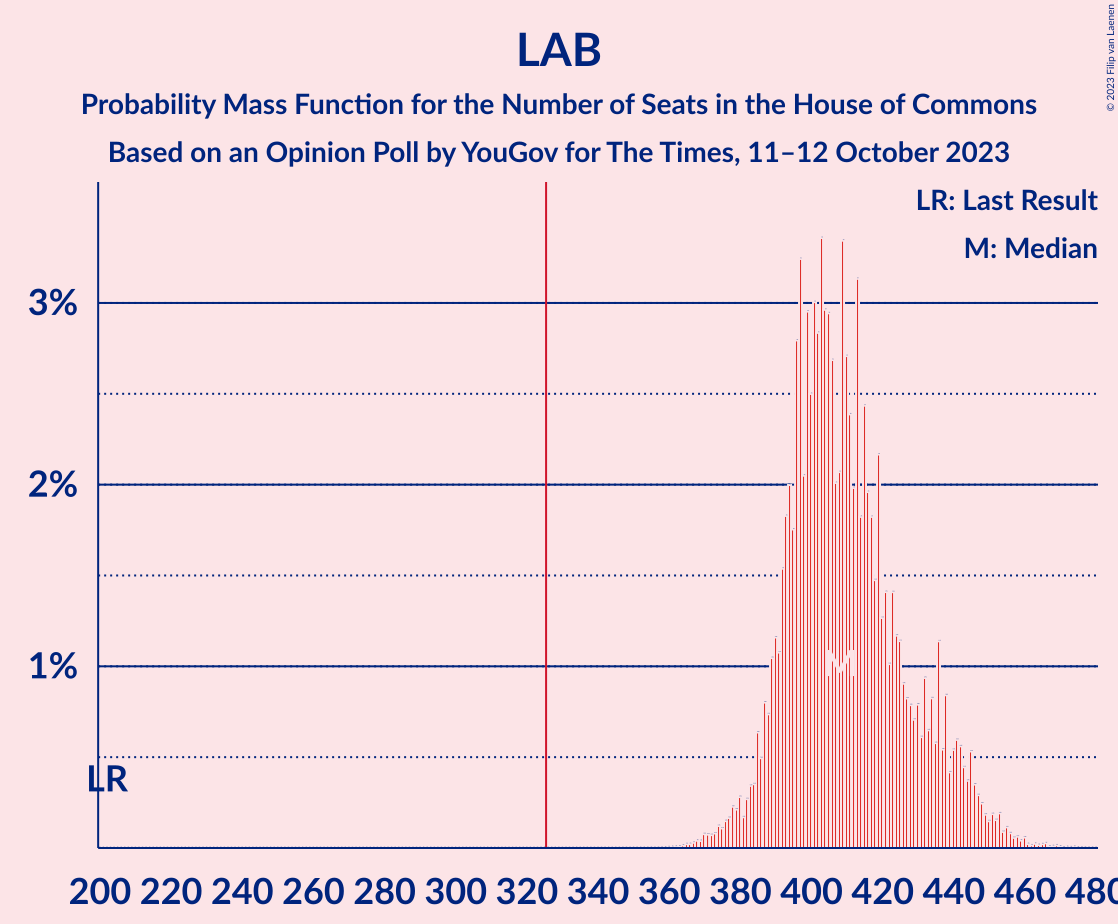 LAB
Probability Mass Function for the Number of Seats in the House of Commons
Based on an Opinion Poll by YouGov for The Times, 11–12 October 2023
© 2023 Filip van Laenen
LR: Last Result
M: Median
3%
2%
1%
M
LR
200 220 240 260 280 300 320 340 360 380 400 420 440 460 480